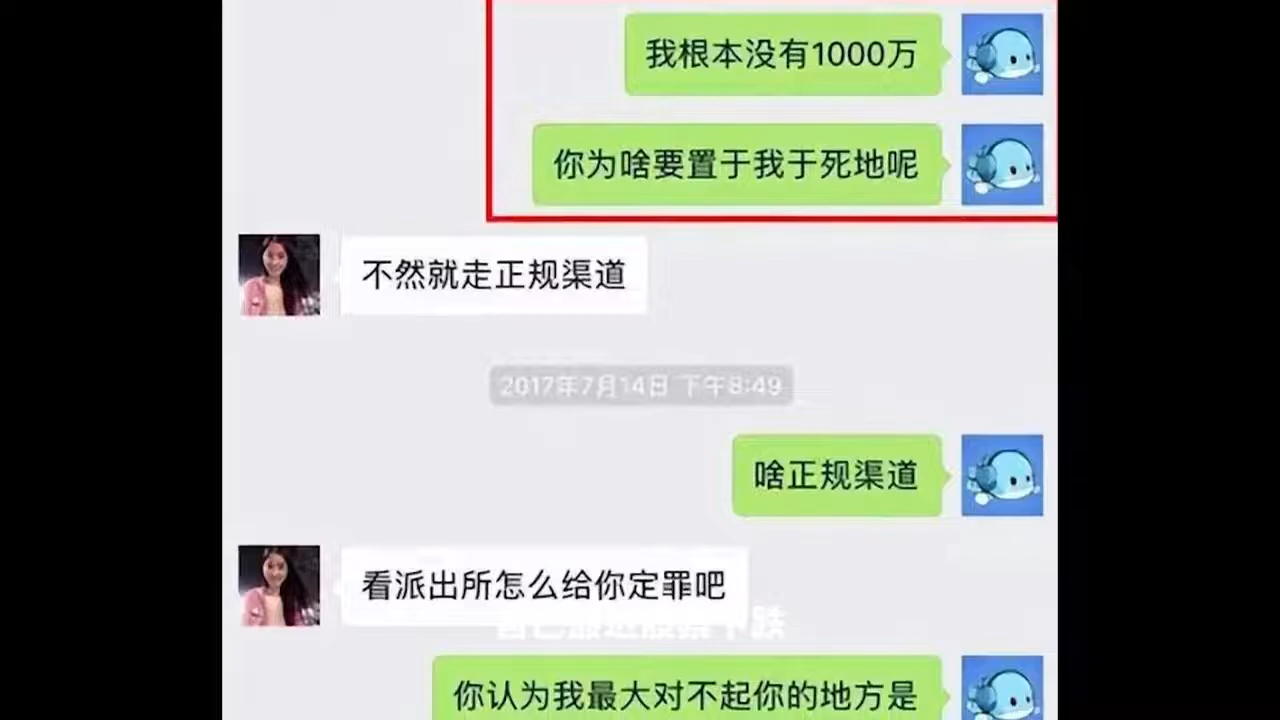 我根本没有1000万
你为啥要置于我于死地呢
不然就走正规渠道
2017年7月14日 下午8:49
啥正规渠道
看派出所怎么给你定罪吧
你认为我最大对不起你的地方是